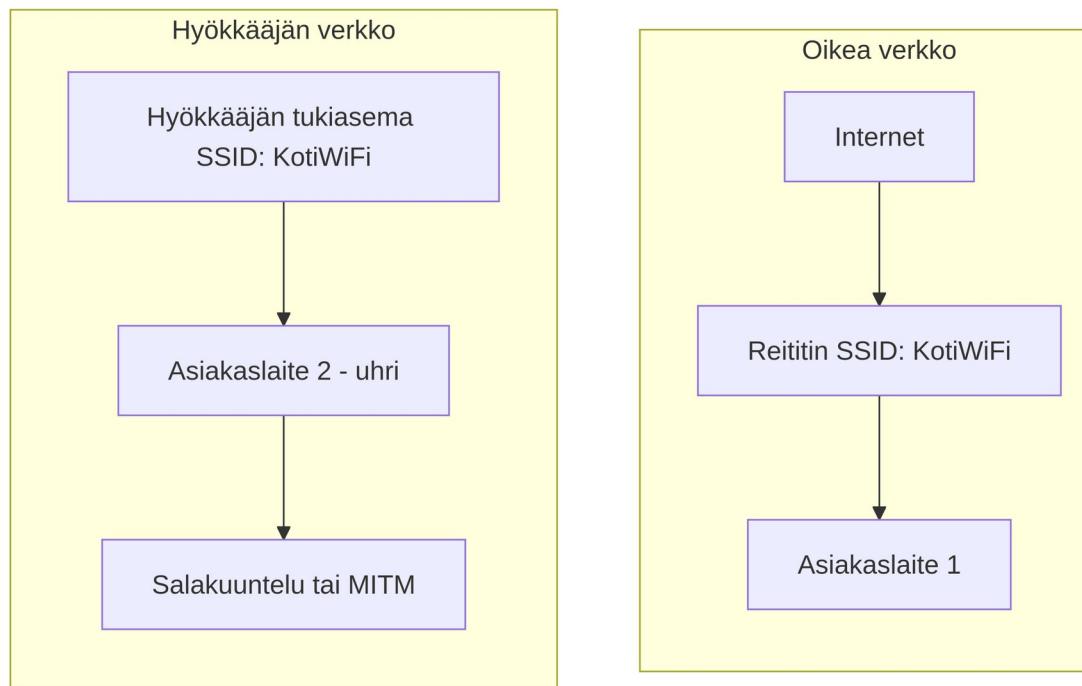 Hyökkääjän verkko
Hyökkääjän tukiasema
SSID: KotiWiFi
Asiakaslaite 2 - uhri
Salakuuntelu tai MITM
Oikea verkko
Internet
Reititin SSID: KotiWiFi
Asiakaslaite 1